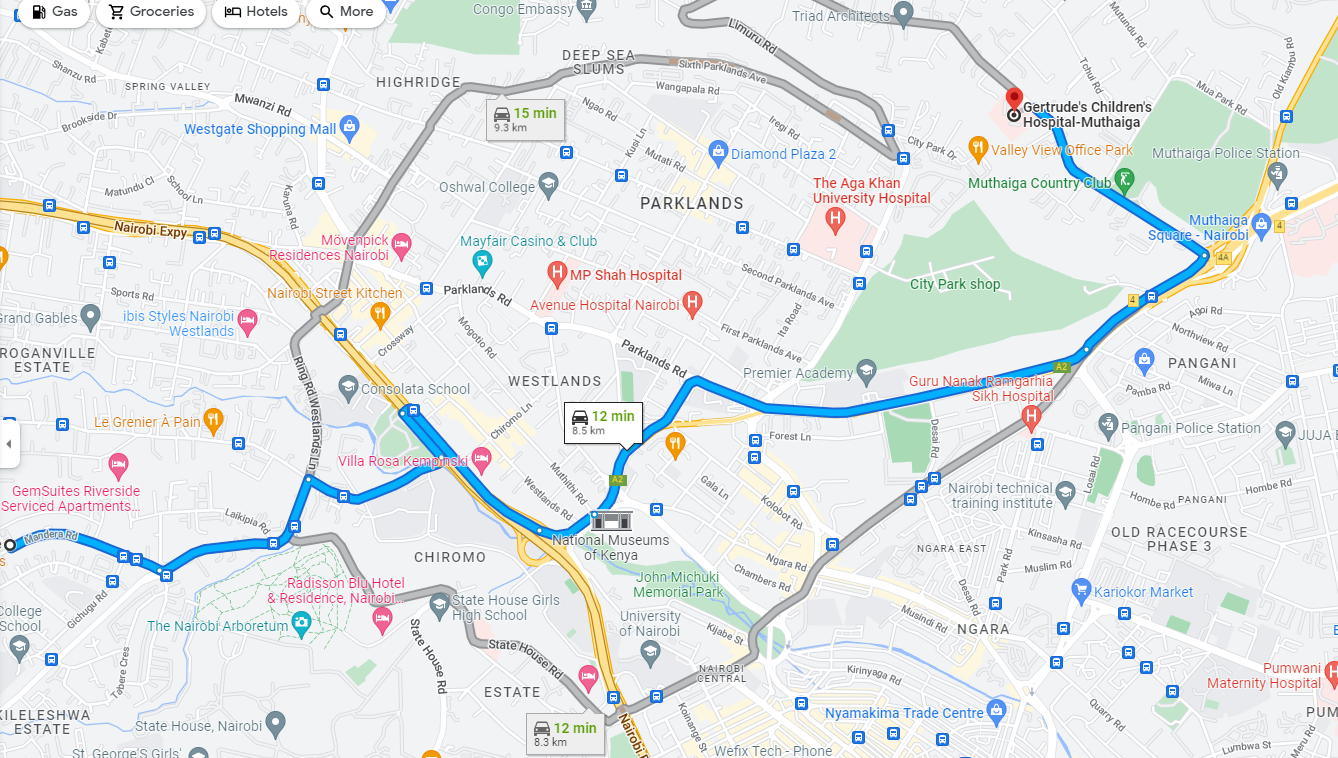 Gas
Groceries
Hotels
More
Congo Embassy
Triad Architects
Limuru Rd
DEEP SEA
SLUMS
HIGHRIDGE
Sixth Parklands Ave
Shanzu Rd
SPRING VALLEY
Mwanzi Rd
Wangapala Rd
Tchui Rd
Old Kiambu Rd
Mua Park Rd
15 min
9.3 km
Ngao Rd
Brookside Dr
Westgate Shopping Mall
Kusi Ln
Iregi Rd
Gertrude's Children's
Hospital-Muthaiga
City Park Dr
Valley View Office Park
Mutati Rd
Diamond Plaza 2
Muthaiga Police Station
Matundu Cl
School Ln
Karuna Rd
Oshwal College
The Aga Khan
University Hospital
Muthaiga Country Club
PARKLANDS
Nairobi Expy
Muthaiga
Square - Nairobi
4
4A
Mövenpick
Residences Nairobi
Mayfair Casino & Club
MP Shah Hospital
Second Parklands Ave
City Park shop
Sports Rd
Nairobi Street Kitchen
Parklands Rd
Avenue Hospital Nairobi
4
Grand Gables
ibis Styles Nairobi
Westlands
Mogotio Rd
Ita Road
Agoi Rd
Crossway
First Parklands Ave
Northview Rd
ROGANVILLE
ESTATE
Ring Rd Westlands Ln
Parklands Rd
PANGANI
Consolata School
WESTLANDS
Premier Academy
A2
Guru Nanak Ramgarhia
Sikh Hospital
Pamba Rd
Mwa Ln
Le Grenier À Pain
Chiromo Ln
12 min
8.5 km
Forest Ln
Desai Rd
Pangani Police Station
JUJA
Villa Rosa Kempinski
GemSuites Riverside
Serviced Apartments...
Muthithi Rd
A2
Gala Ln
Losai Rd
Hombe Rd
Hombe Rd
Westlands Rd
Kolobot Rd
Nairobi technical
training institute
PANGANI
Laikipia Rd
Mandera Rd
National Museums
of Kenya
Kinsasha Rd
OLD RACECOURSE
PHASE 3
CHIROMO
NGARA EAST
Park Rd
Muslim Rd
Ngara Rd
Chambers Rd
Radisson Blu Hotel
& Residence, Nairobi...
John Michuki
Memorial Park
Desai Rd
Kariokor Market
Gichugu Rd
College
School
The Nairobi Arboretum
State House Girls
High School
University
of Nairobi
Kijabe St
Musindi Rd
NGARA
Tabere Cres
State House Rd
State House Rd
NAIROBI
CENTRAL
Kirinyaga Rd
Pumwani
Maternity Hospital
ESTATE
KILELESHWA
ESTATE
State House, Nairobi
12 min
8.3 km
Koinange St
Nyamakima Trade Centre
Quarry Rd
Meru Rd
PUM
St. George'S Girls'
Wefix Tech - Phone
Lumbwa St